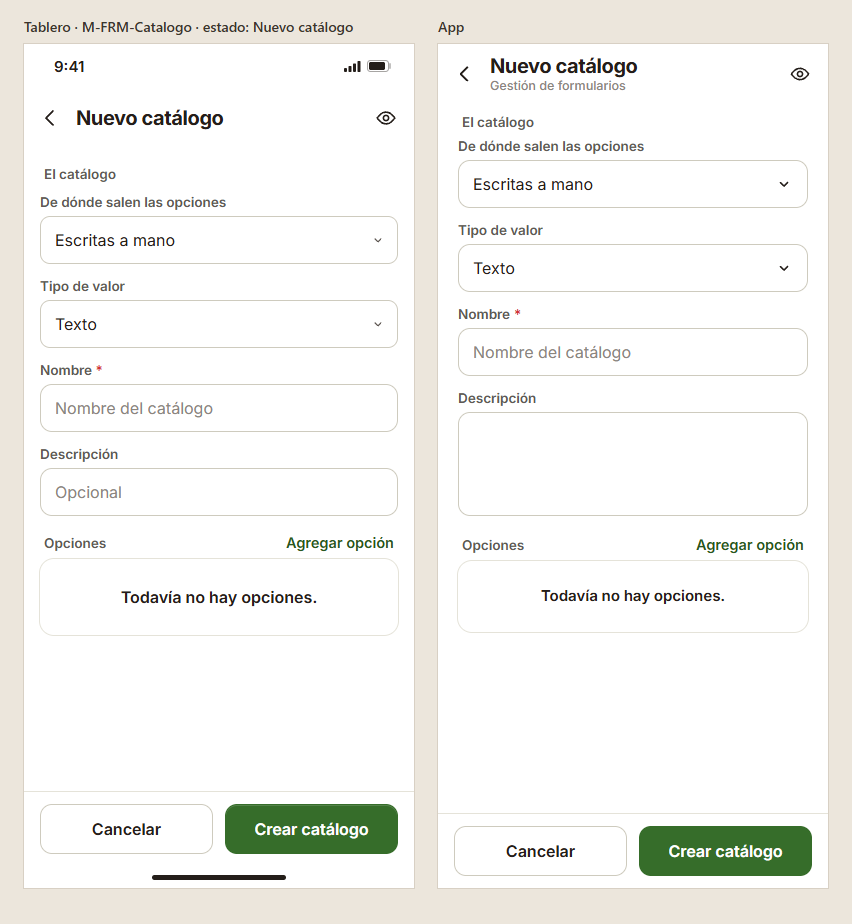 Tablero · M-FRM-Catalogo · estado: Nuevo catálogo
9:41
Nuevo catálogo
El catálogo
De dónde salen las opciones
Escritas a mano
Tipo de valor
Texto
Nombre *
Nombre del catálogo
Descripción
Opcional
Opciones
Agregar opción
Todavía no hay opciones.
Cancelar
Crear catálogo
App
Nuevo catálogo
Gestión de formularios
El catálogo
De dónde salen las opciones
Escritas a mano
Tipo de valor
Texto
Nombre *
Nombre del catálogo
Descripción
Opciones
Agregar opción
Todavía no hay opciones.
Cancelar
Crear catálogo